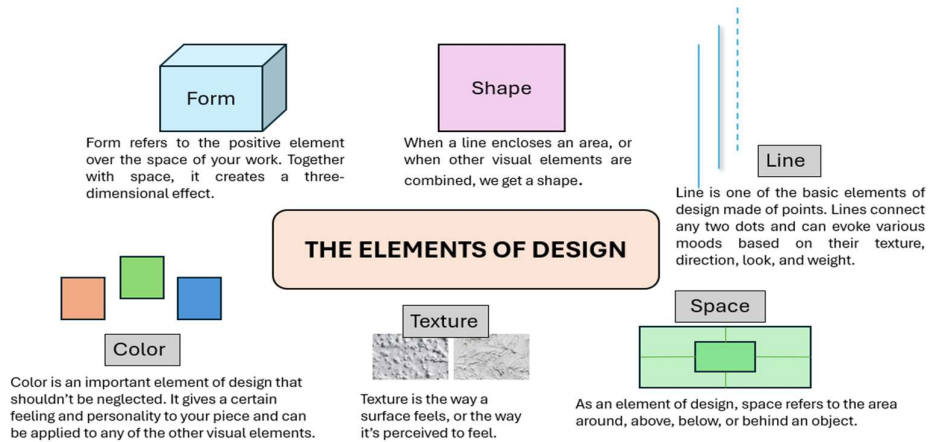 Form
Form refers to the positive element
over the space of your work. Together
with space, it creates a three-
dimensional effect.
Shape
When a line encloses an area, or
when other visual elements are
combined, we get a shape.
Line
Line is one of the basic elements of
design made of points. Lines connect
any two dots and can evoke various
moods based on their texture,
direction, look, and weight.
THE ELEMENTS OF DESIGN
Color
Color is an important element of design that
shouldn't be neglected. It gives a certain
feeling and personality to your piece and can
be applied to any of the other visual elements.
Texture
Texture is the way a
surface feels, or the way
it's perceived to feel.
Space
As an element of design, space refers to the area
around, above, below, or behind an object.